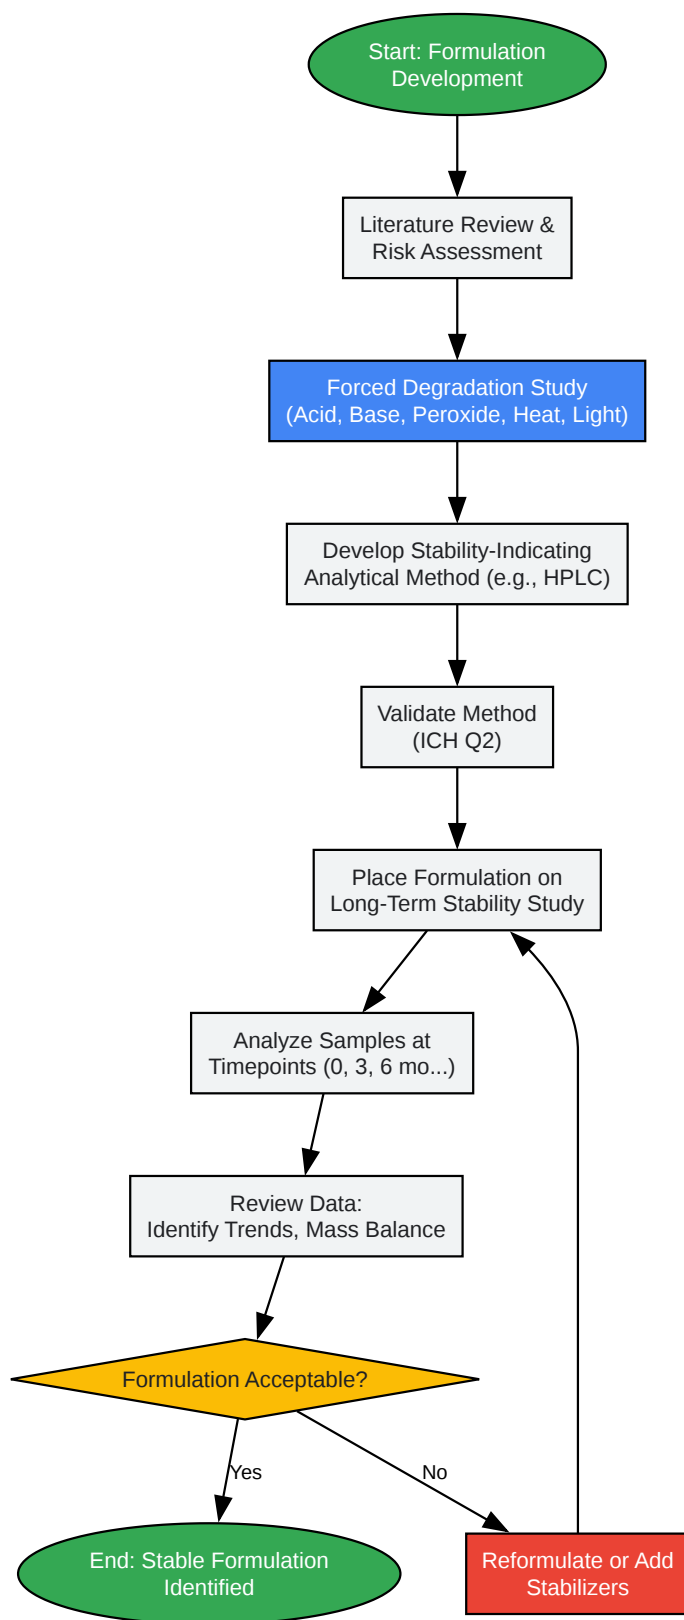 Start: Formulation
Development
Literature Review &
Risk Assessment
Forced Degradation Study
(Acid, Base, Peroxide, Heat, Light)
Develop Stability-Indicating
Analytical Method (e.g., HPLC)
Validate Method
(ICH Q2)
Place Formulation on
Long-Term Stability Study
Analyze Samples at
Timepoints (0, 3, 6 mo...)
Review Data:
Identify Trends, Mass Balance
Formulation Acceptable?
Yes
No
End: Stable Formulation
Identified
Reformulate or Add
Stabilizers